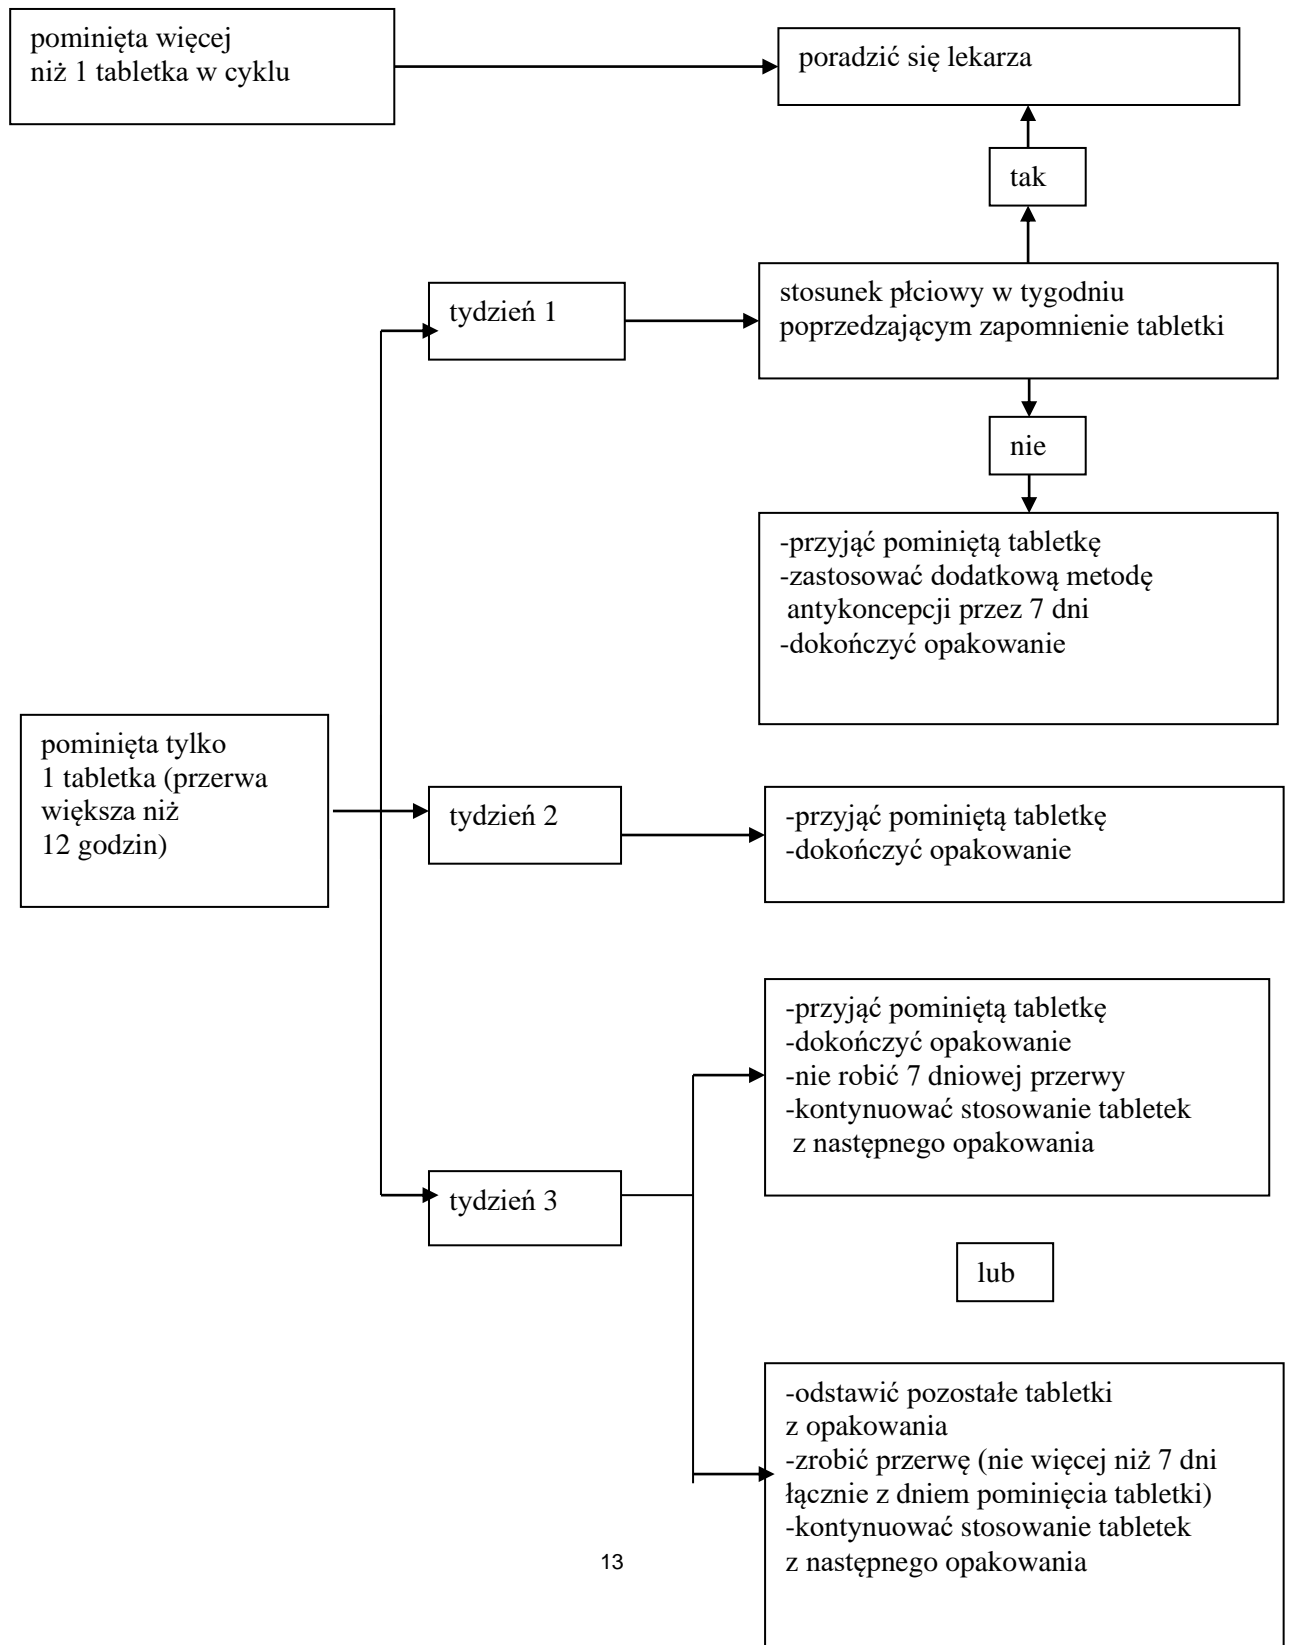 pominięta więcej
niż 1 tabletka w cyklu
poradzić się lekarza
tak
tydzień 1
stosunek płciowy w tygodniu
poprzedzającym zapomnienie tabletki
nie
-przyjąć pominiętą tabletkę
-zastosować dodatkową metodę
antykoncepcji przez 7 dni
-dokończyć opakowanie
pominięta tylko
1 tabletka (przerwa
większa niż
12 godzin)
tydzień 2
-przyjąć pominiętą tabletkę
-dokończyć opakowanie
-przyjąć pominiętą tabletkę
-dokończyć opakowanie
-nie robić 7 dniowej przerwy
-kontynuować stosowanie tabletek
z następnego opakowania
tydzień 3
lub
-odstawić pozostałe tabletki
z opakowania
-zrobić przerwę (nie więcej niż 7 dni
łącznie z dniem pominięcia tabletki)
-kontynuować stosowanie tabletek
z następnego opakowania
13